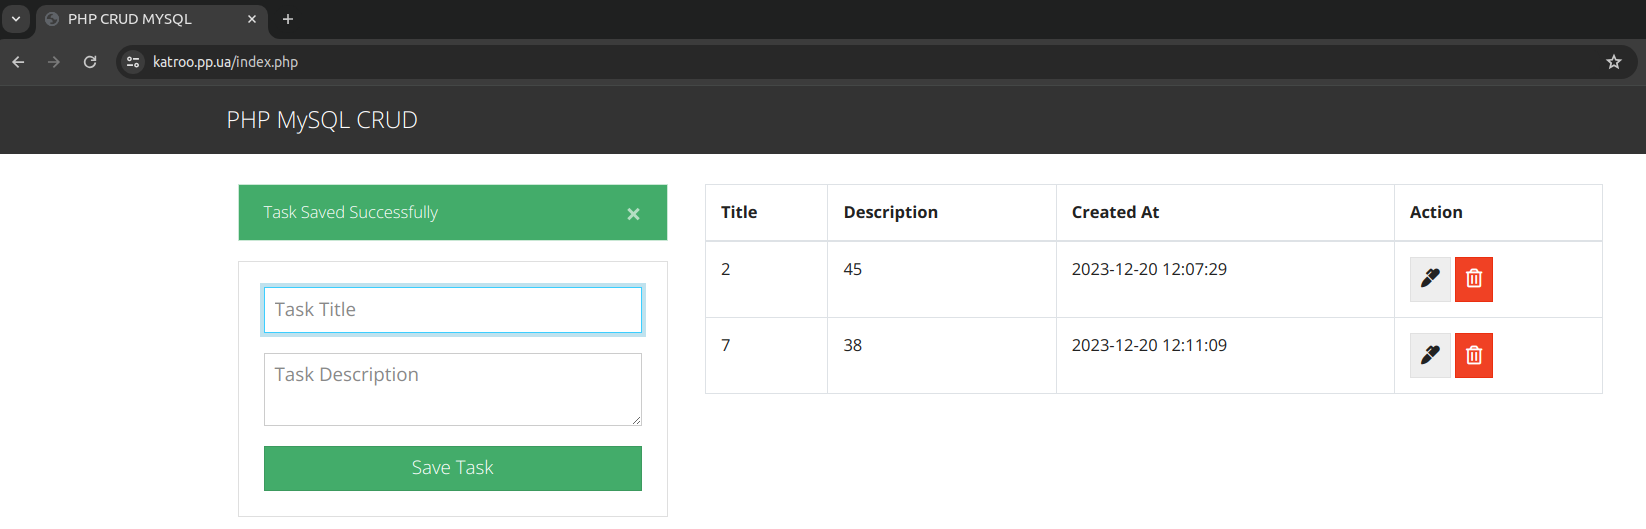 PHP CRUD MYSQL
katroo.pp.ua/index.php
PHP MySQL CRUD
Task Saved Successfully ×
Task Title
Task Description
Save Task
Title Description Created At Action
2 45 2023-12-20 12:07:29
7 38 2023-12-20 12:11:09